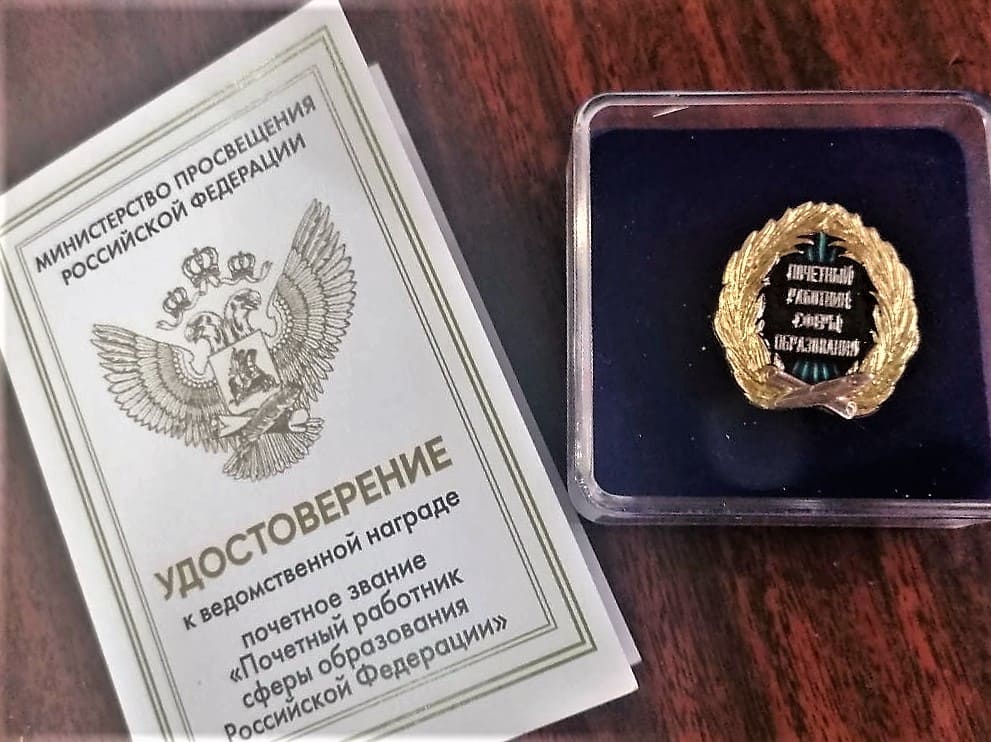 МИНИСТЕРСТВО ПРОСВЕЩЕНИЯ
РОССИЙСКОЙ ФЕДЕРАЦИИ
УДОСТОВЕРЕНИЕ
к ведомственной награде
почетное звание
«Почетный работник
сферы образования
Российской Федерации»
ПОЧЕТНЫЙ
РАБОТНИК
СФЕРЫ
ОБРАЗОВАНИЯ